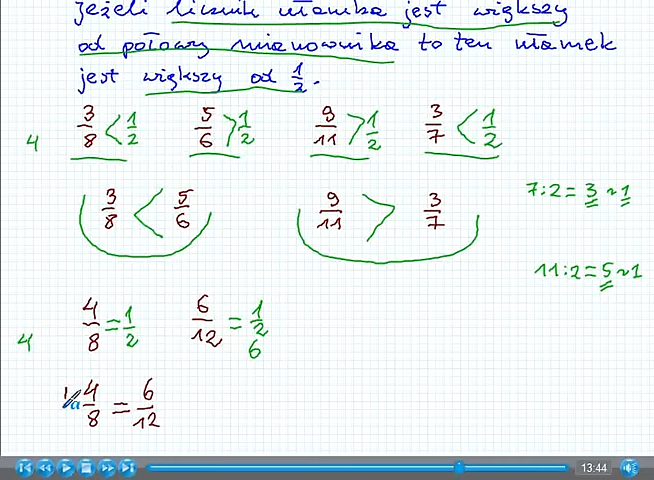 jeżeli licznik ułamka jest większy
od połowy mianownika to ten ułamek
jest większy od 1/2.
4 3/8 < 1/2 5/6 > 1/2 9/11 > 1/2 3/7 < 1/2
3/8 < 5/6 9/11 > 3/7
7:2 = 3 ~ 1
11:2 = 5 ~ 1
4 4/8 = 1/2 6/12 = 1/2
6
4/8 = 6/12
13:44